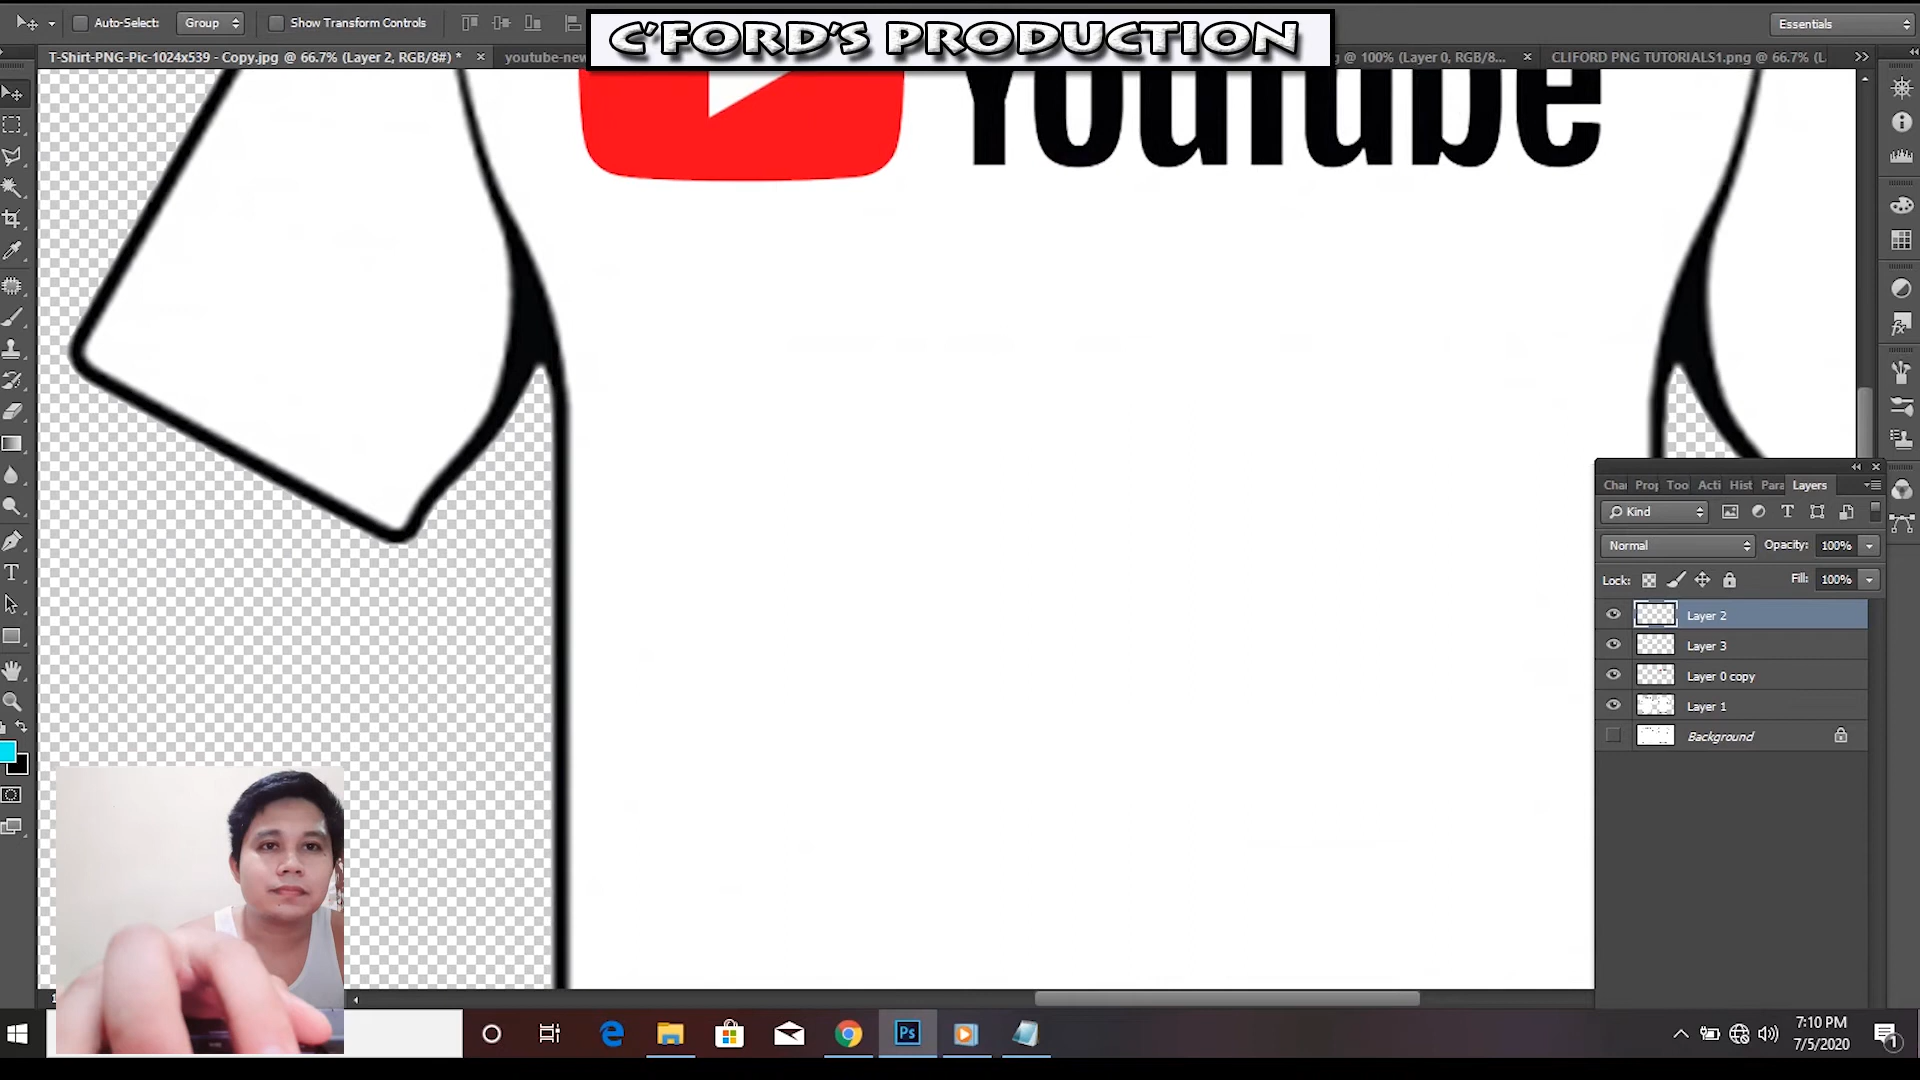 Auto-Select: Group Show Transform Controls
C'FORD'S PRODUCTION
Essentials
T-Shirt-PNG-Pic-1024x539 - Copy.jpg @ 66.7% (Layer 2, RGB/8#) *
youtube-new
@ 100% (Layer 0, RGB/8...
CLIFORD PNG TUTORIALS1.png @ 66.7% (L
YouTube
Layers
Kind
Normal Opacity: 100%
Lock: Fill: 100%
Layer 2
Layer 3
Layer 0 copy
Layer 1
Background
Ps
7:10 PM
7/5/2020
1